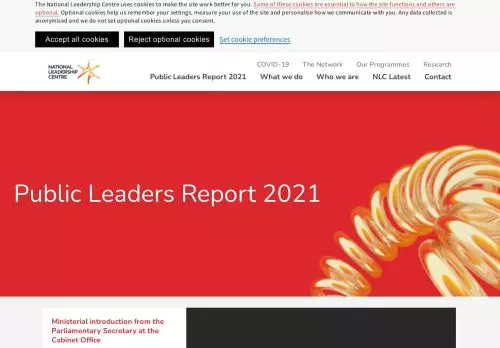 The National Leadership Centre uses cookies to make the site work better for you. Some of these cookies are essential to how the site functions and others are
optional. Optional cookies help us remember your settings, measure your use of the site and personalise how we communicate with you. Any data collected is
anonymised and we do not set optional cookies unless you consent.
Accept all cookies Reject optional cookies Set cookie preferences
COVID-19 The Network Our Programmes Research
NATIONAL
LEADERSHIP
CENTRE
Public Leaders Report 2021 What we do Who we are NLC Latest Contact
Public Leaders Report 2021
Ministerial introduction from the
Parliamentary Secretary at the
Cabinet Office